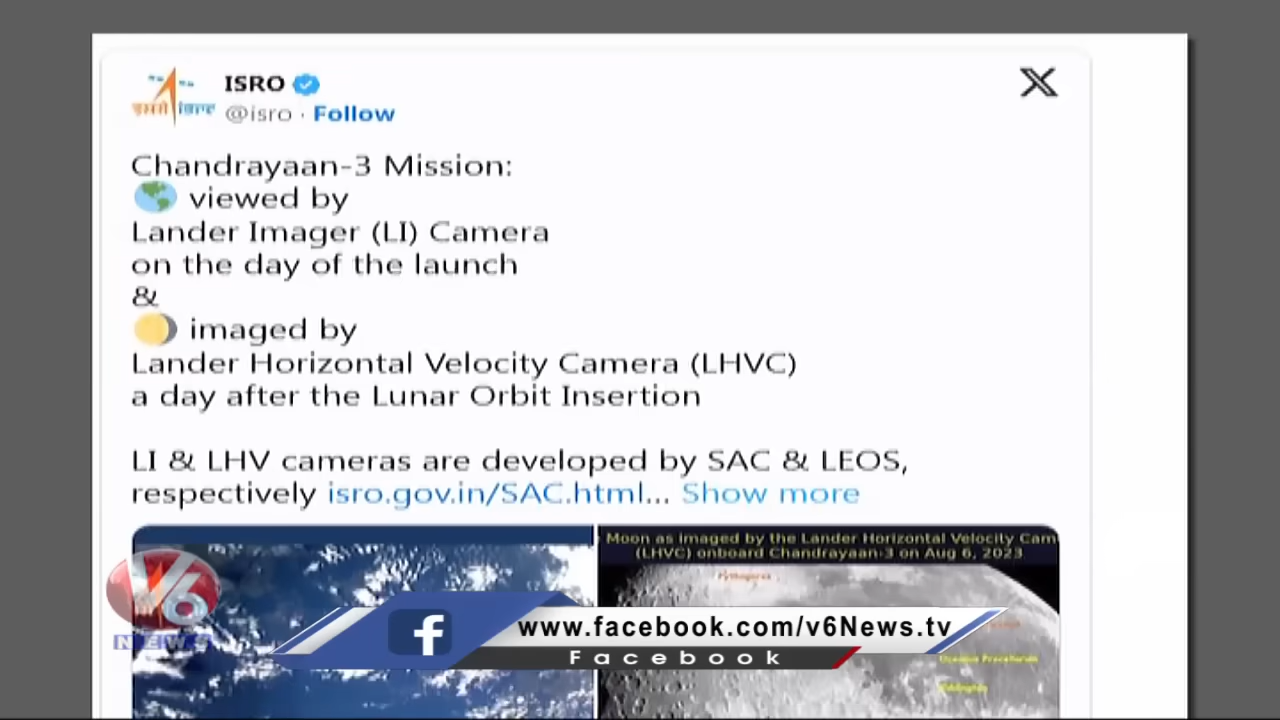 ISRO
@isro · Follow
Chandrayaan-3 Mission:
viewed by
Lander Imager (LI) Camera
on the day of the launch
&
imaged by
Lander Horizontal Velocity Camera (LHVC)
a day after the Lunar Orbit Insertion
LI & LHV cameras are developed by SAC & LEOS,
respectively isro.gov.in/SAC.html... Show more
Moon as imaged by the Lander Horizontal Velocity Cam
(LHVC) onboard Chandrayaan-3 on Aug 6, 2023
Pythagoras
V6
NEWS
www.facebook.com/v6News.tv
Facebook